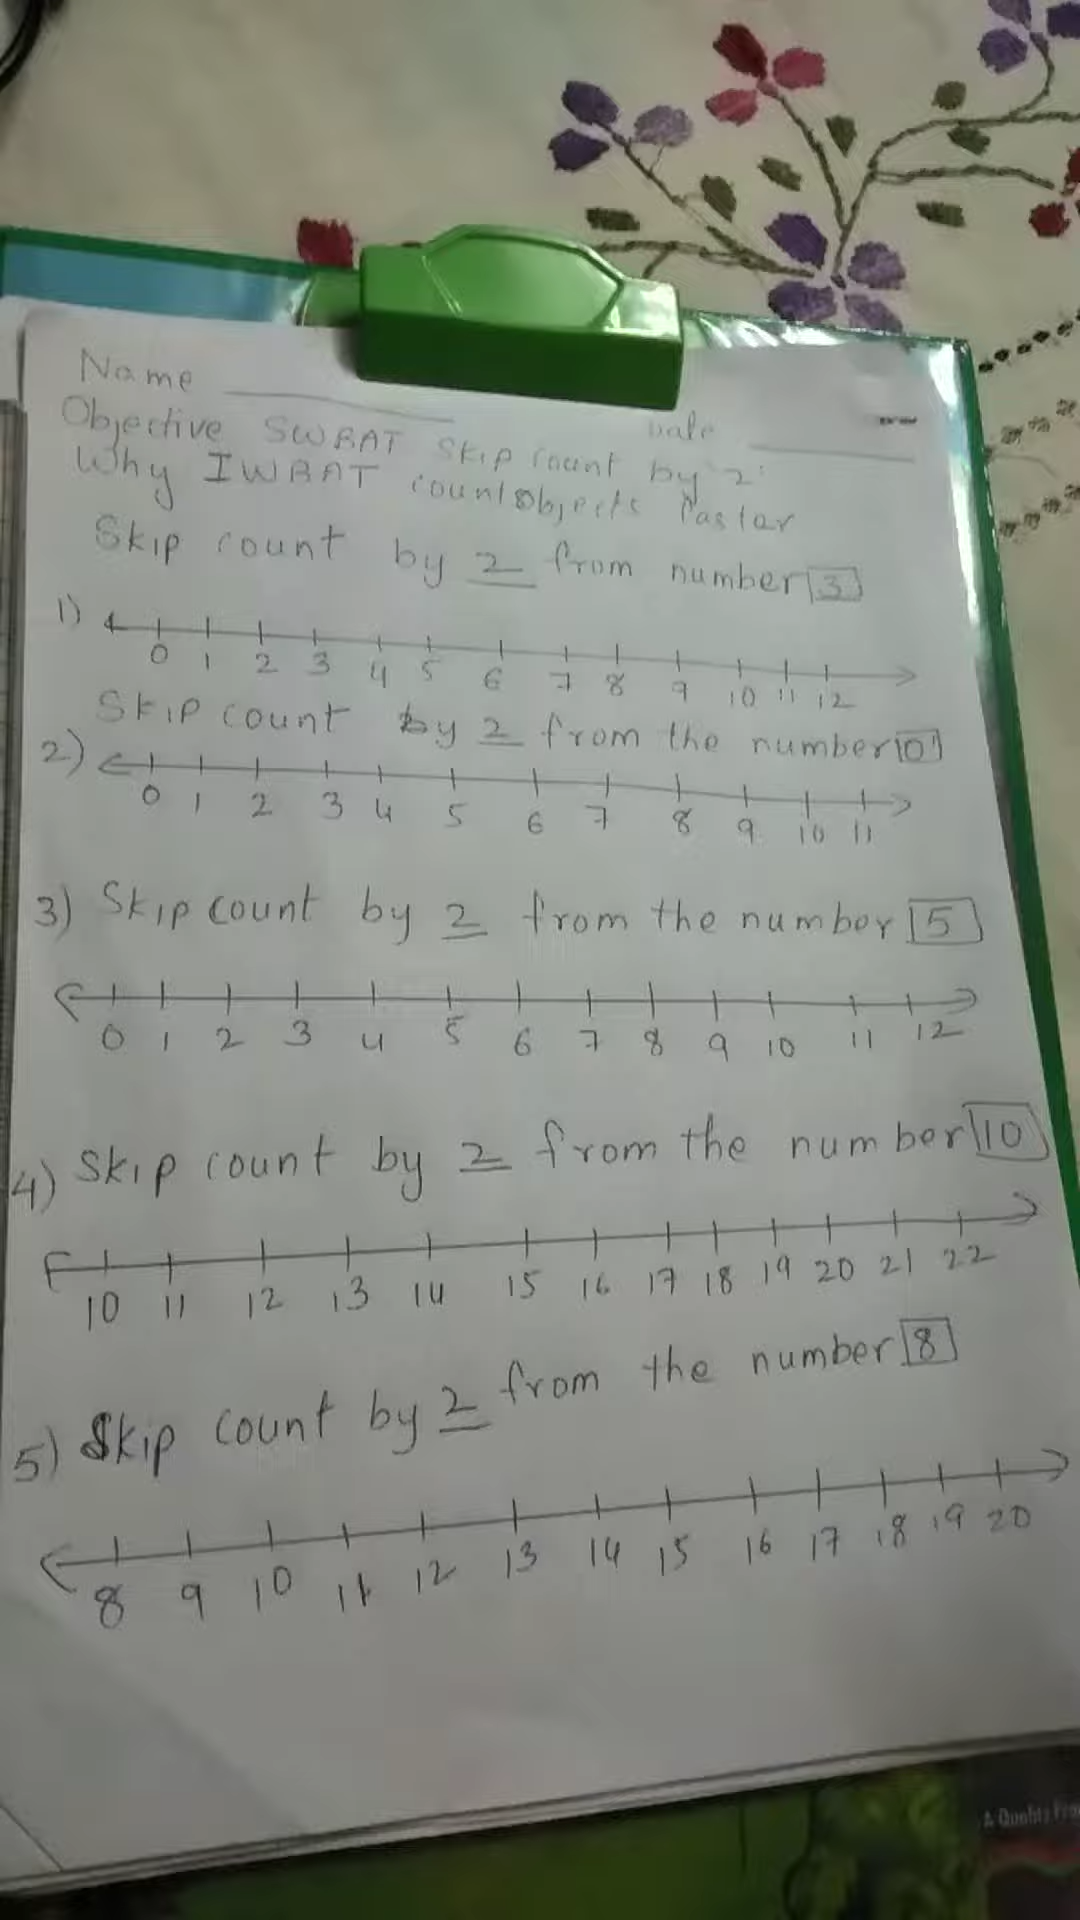 Name
Date
Objective SWBAT Skip count by 2
Why IWBAT count objects faster
Skip count by 2 from number 3
1)
0 1 2 3 4 5 6 7 8 9 10 11 12
Skip count by 2 from the number 0
2)
0 1 2 3 4 5 6 7 8 9 10 11
3) Skip count by 2 from the number 5
0 1 2 3 4 5 6 7 8 9 10 11 12
4) Skip count by 2 from the number 10
10 11 12 13 14 15 16 17 18 19 20 21 22
5) Skip count by 2 from the number 8
8 9 10 11 12 13 14 15 16 17 18 19 20